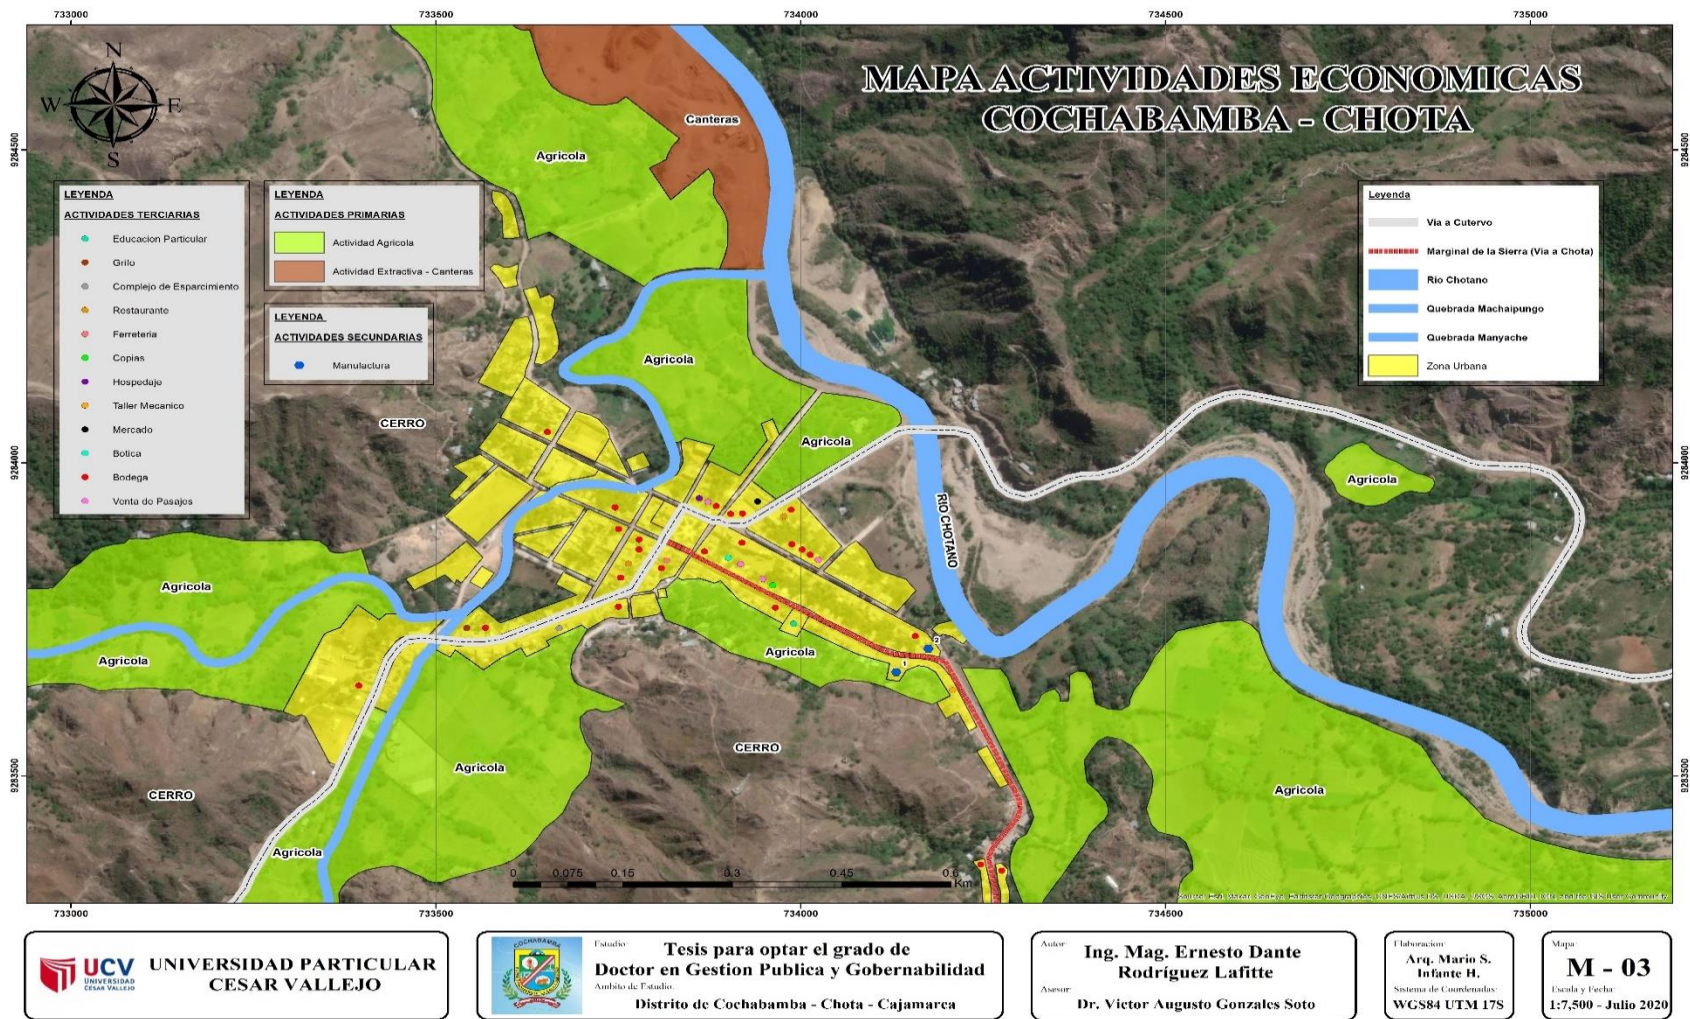 733000
733500
734000
734500
735000
MAPA ACTIVIDADES ECONOMICAS
COCHABAMBA - CHOTA
N
W
E
S
9284500
9284500
9284000
9284000
9283500
9283500
LEYENDA
ACTIVIDADES TERCIARIAS
Educacion Particular
Grifo
Complejo de Esparcimiento
Restaurante
Ferreteria
Copias
Hospedaje
Taller Mecanico
Mercado
Botica
Bodega
Venta de Pasajes
LEYENDA
ACTIVIDADES PRIMARIAS
Actividad Agricola
Actividad Extractiva - Canteras
LEYENDA
ACTIVIDADES SECUNDARIAS
Manufactura
Leyenda
Via a Cutervo
Marginal de la Sierra (Via a Chota)
Rio Chotano
Quebrada Machaipungo
Quebrada Manyache
Zona Urbana
Canteras
Agricola
Agricola
Agricola
Agricola
CERRO
RIO CHOTANO
Agricola
Agricola
Agricola
2
1
CERRO
Agricola
CERRO
Agricola
Agricola
0
0.075
0.15
0.3
0.45
0.6
Km
733000
733500
734000
734500
735000
UCV
UNIVERSIDAD
CÉSAR VALLEJO
UNIVERSIDAD PARTICULAR
CESAR VALLEJO
COCHABAMBA
Estudio:
Tesis para optar el grado de
Doctor en Gestion Publica y Gobernabilidad
Ambito de Estudio:
Distrito de Cochabamba - Chota - Cajamarca
Autor:
Ing. Mag. Ernesto Dante
Rodríguez Lafitte
Asesor:
Dr. Victor Augusto Gonzales Soto
Elaboracion:
Arq. Mario S.
Infante H.
Sistema de Coordenadas:
WGS84 UTM 17S
Mapa:
M - 03
Escala y Fecha:
1:7,500 - Julio 2020